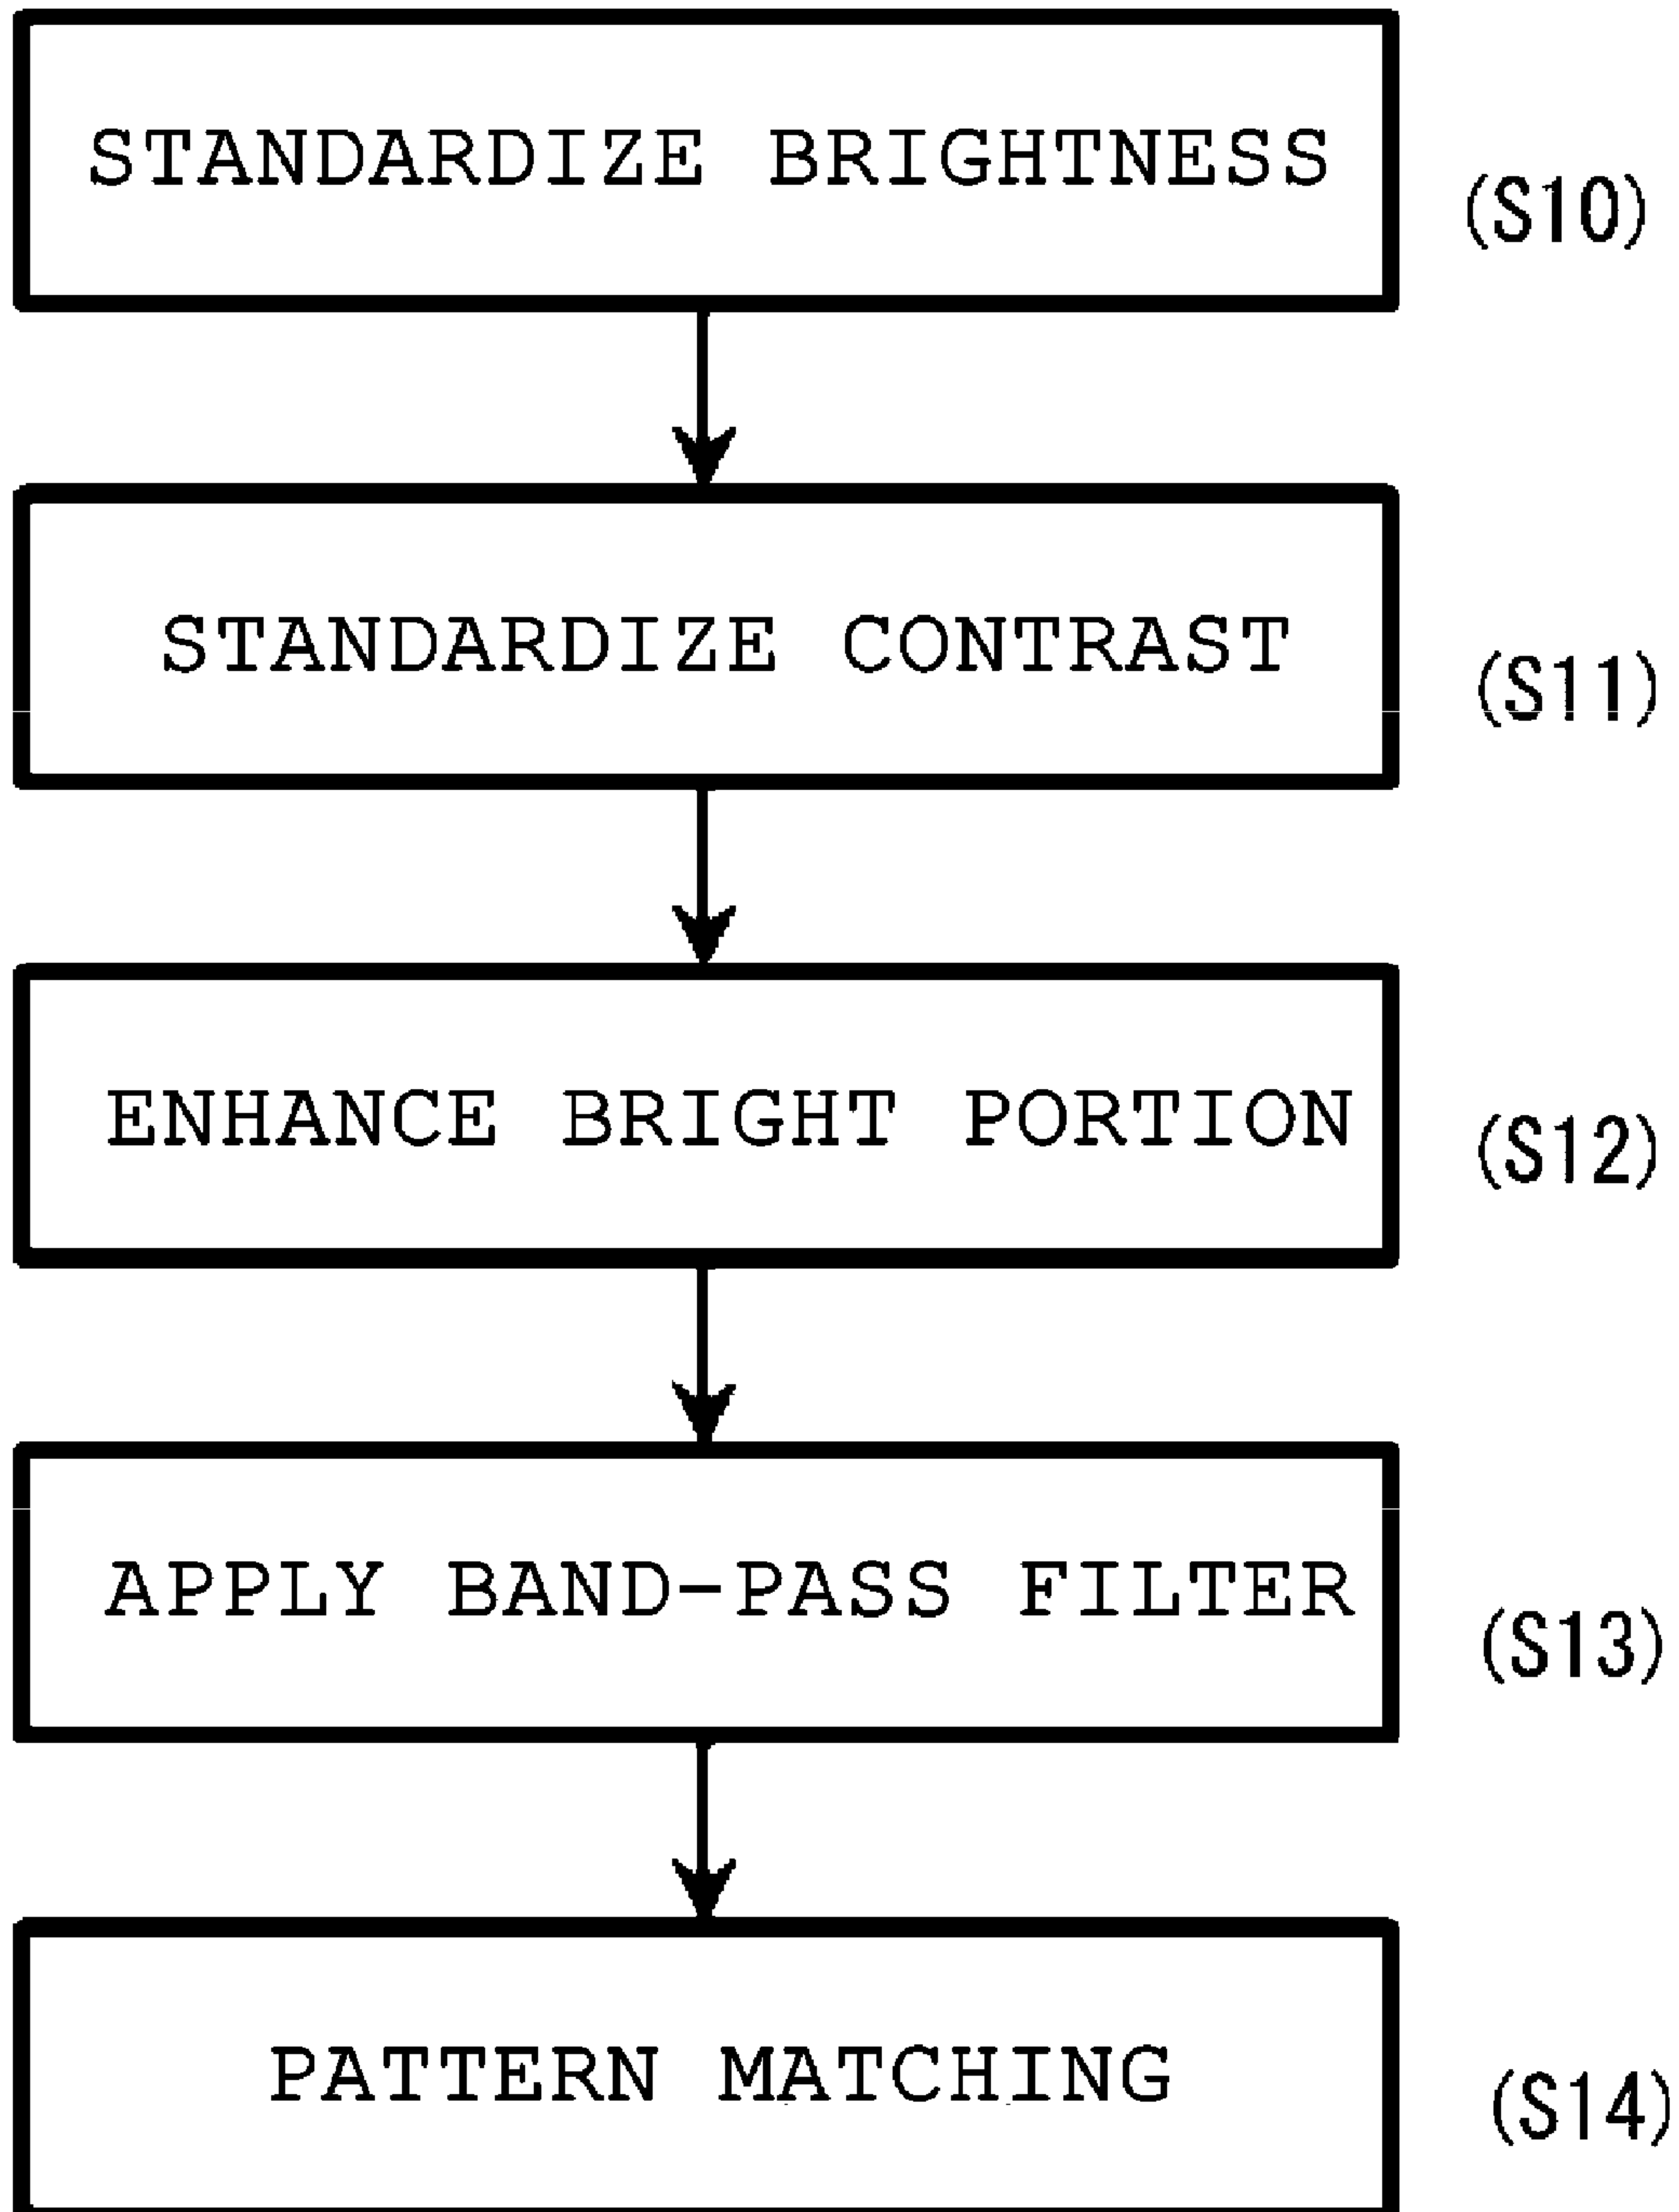 STANDARDIZE BRIGHTNESS
(S10)
STANDARDIZE CONTRAST
(S11)
ENHANCE BRIGHT PORTION
(S12)
APPLY BAND-PASS FILTER
(S13)
PATTERN MATCHING
(S14)